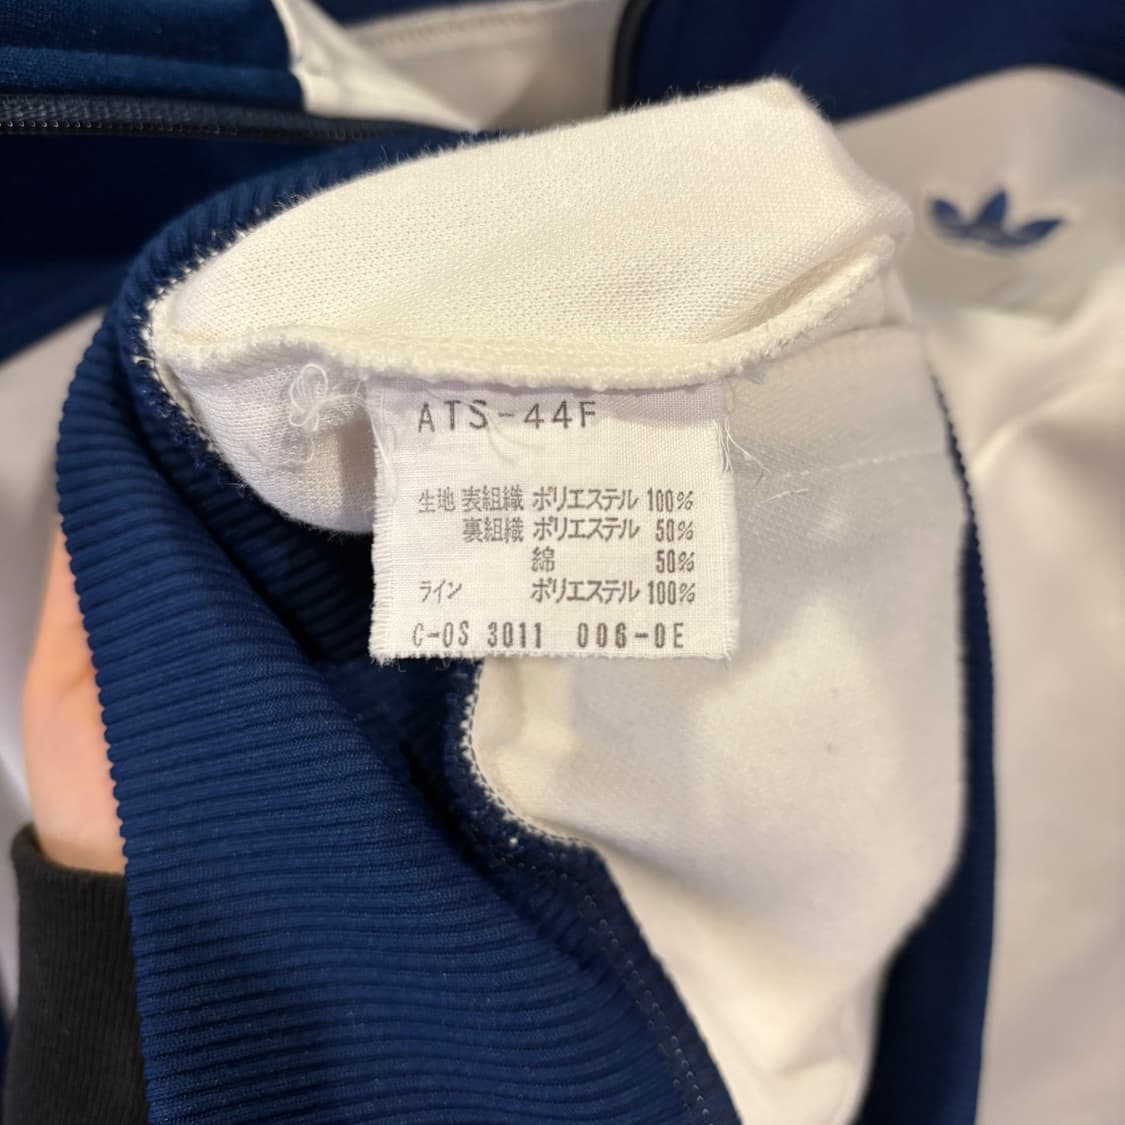 ATS-44F
生地 表組織 ポリエステル 100%
裏組織 ポリエステル 50%
綿 50%
ライン ポリエステル 100%
C-0S 3011 006-0E